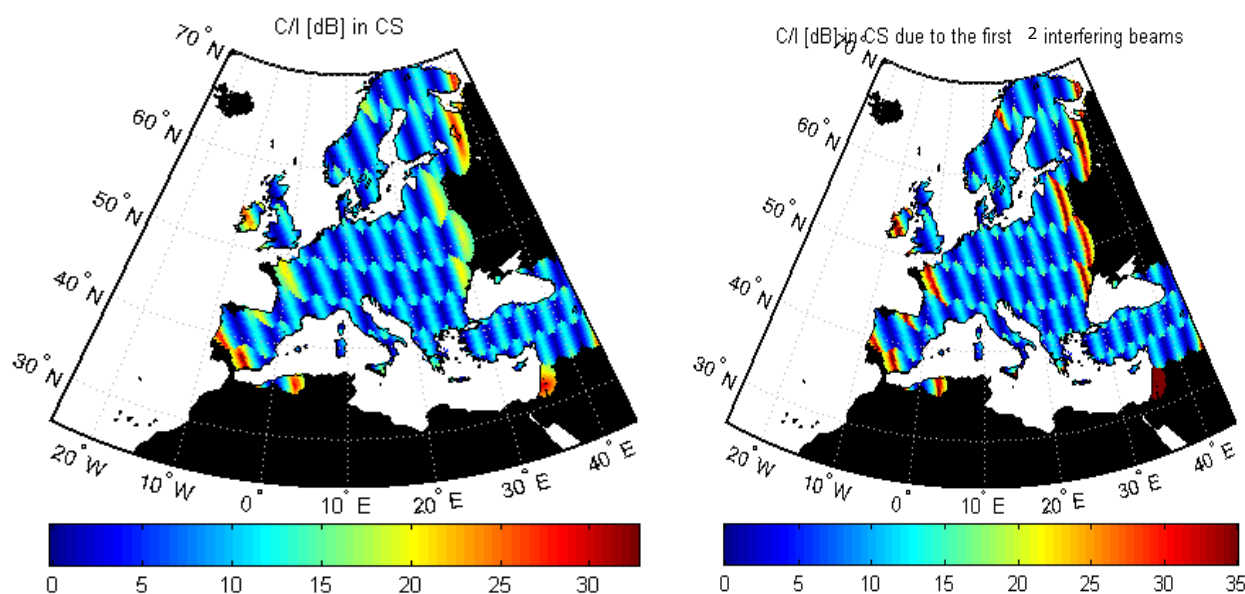 C/I [dB] in CS
70° N
60° N
50° N
40° N
30° N
20° W
10° W
0°
10° E
20° E
30° E
40° E
0 5 10 15 20 25 30
C/I [dB] in CS due to the first 2 interfering beams
70° N
60° N
50° N
40° N
30° N
20° W
10° W
0°
10° E
20° E
30° E
40° E
0 5 10 15 20 25 30 35